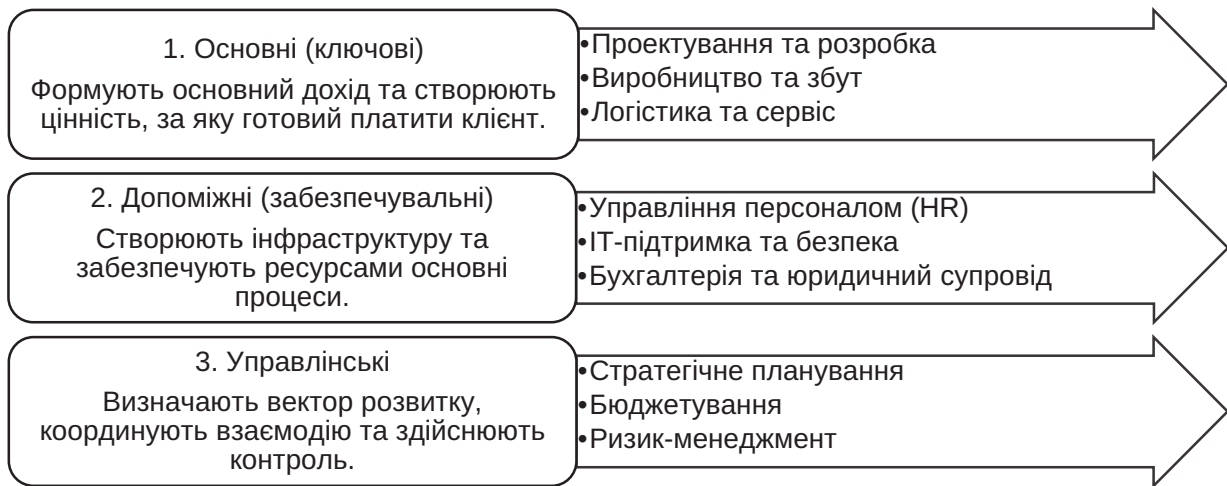 1. Основні (ключові)
Формують основний дохід та створюють
цінність, за яку готовий платити клієнт.
•Проектування та розробка
•Виробництво та збут
•Логістика та сервіс
2. Допоміжні (забезпечувальні)
Створюють інфраструктуру та
забезпечують ресурсами основні
процеси.
•Управління персоналом (HR)
•ІТ-підтримка та безпека
•Бухгалтерія та юридичний супровід
3. Управлінські
Визначають вектор розвитку,
координують взаємодію та здійснюють
контроль.
•Стратегічне планування
•Бюджетування
•Ризик-менеджмент